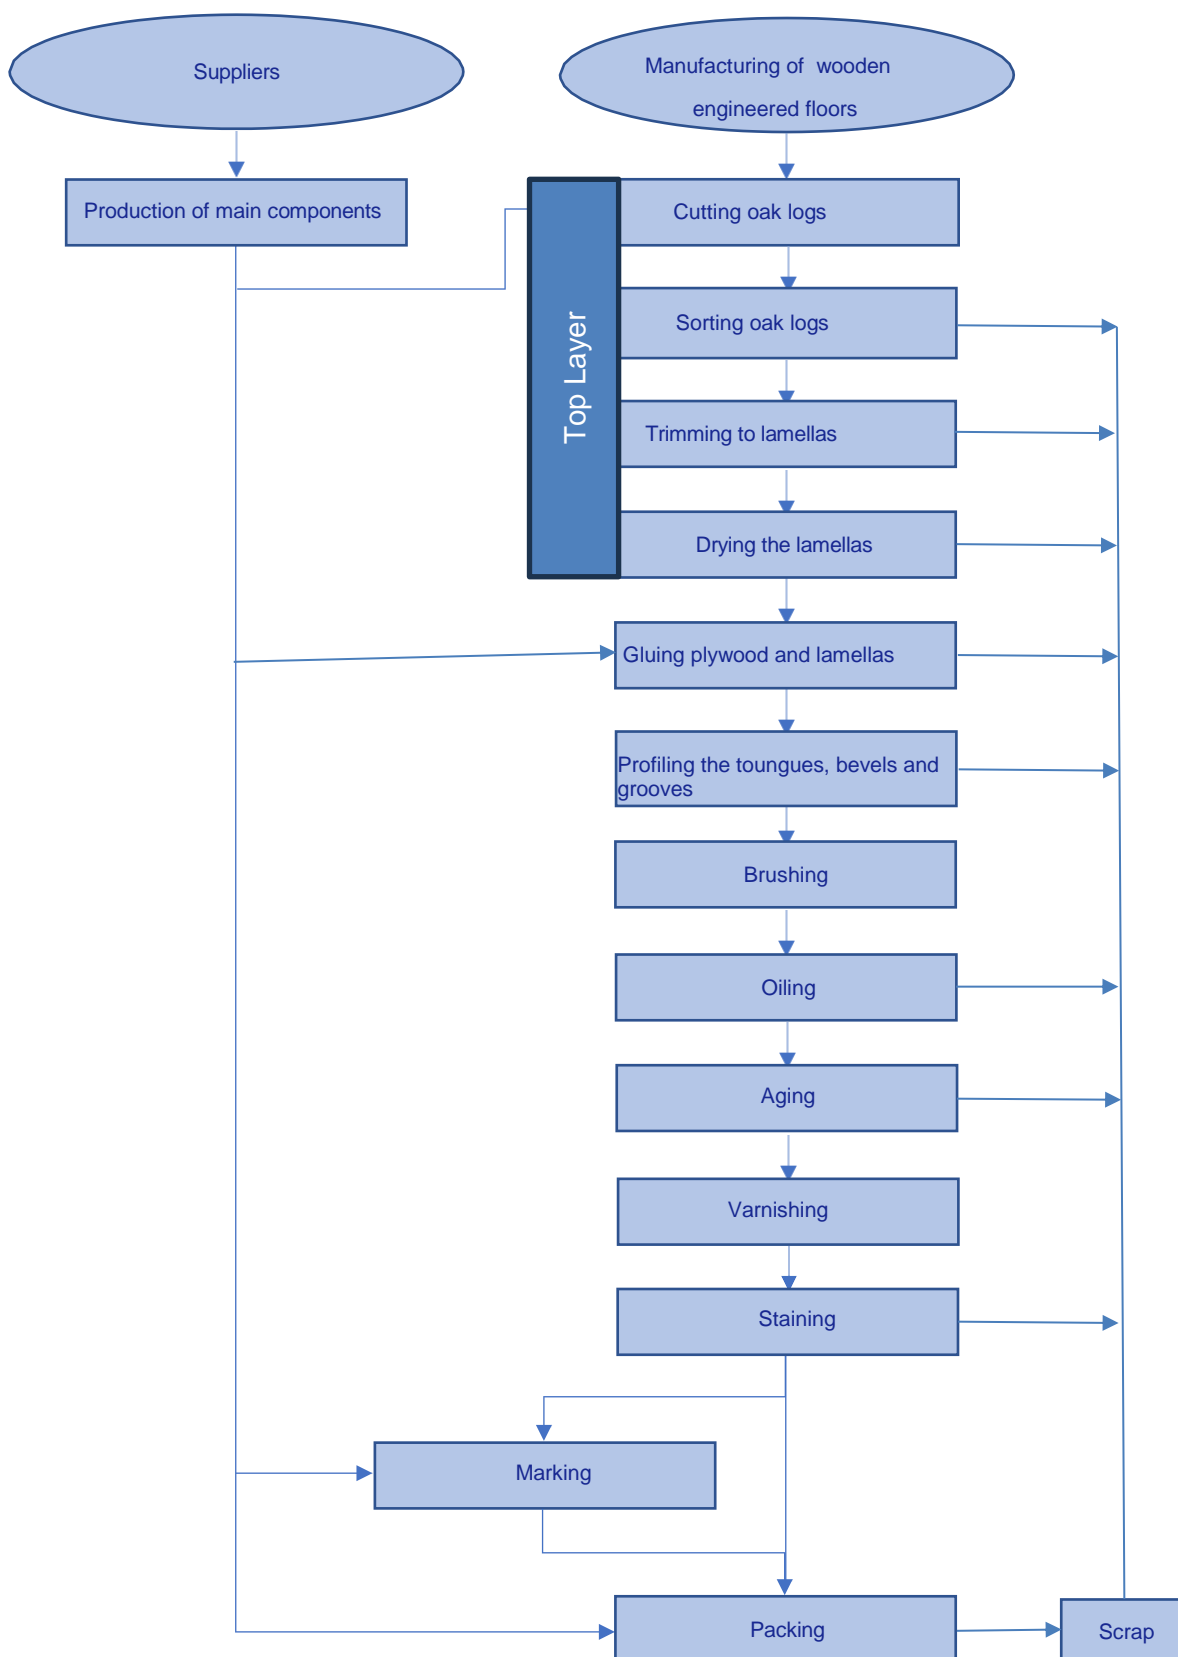 Suppliers
Manufacturing of wooden
engineered floors
Production of main components
Cutting oak logs
Top Layer
Sorting oak logs
Trimming to lamellas
Drying the lamellas
Gluing plywood and lamellas
Profiling the toungues, bevels and
grooves
Brushing
Oiling
Aging
Varnishing
Staining
Marking
Packing
Scrap